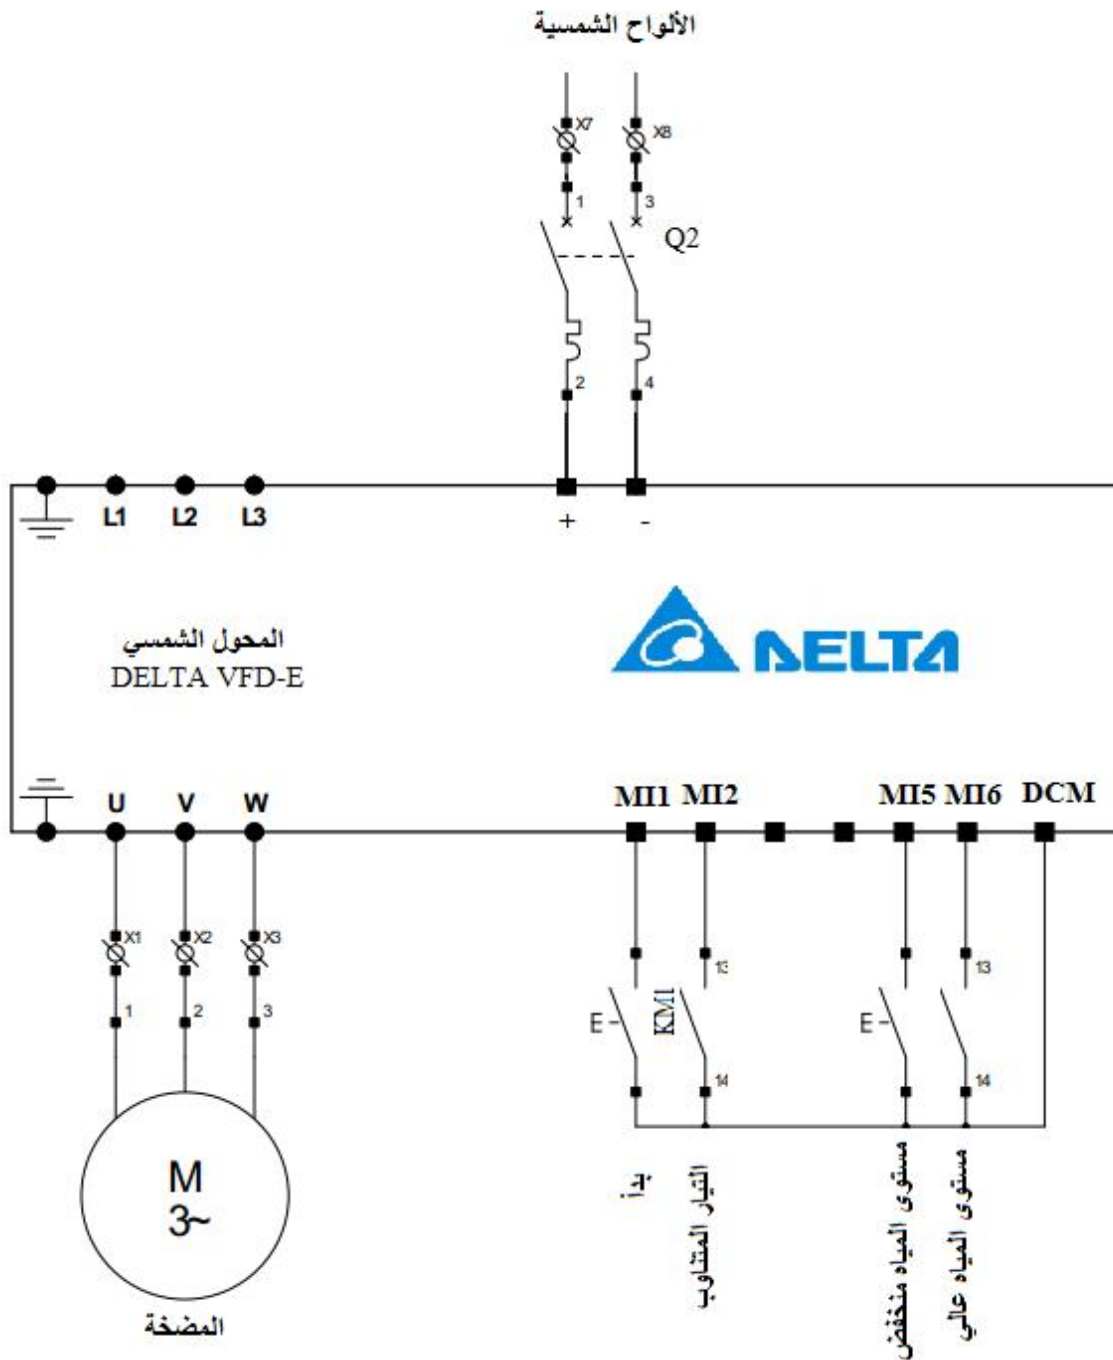 الألواح الشمسية
X7 X8
1 3
Q2
2 4
L1 L2 L3 + -
المحول الشمسي
DELTA VFD-E
DELTA
U V W
MI1 MI2 MI5 MI6 DCM
X1 X2 X3
13 13
1 2 3
E KM1 E
14 14
M
3~
المضخة
بدأ
التيار المتناوب
مستوى المياه منخفض
مستوى المياه عالي